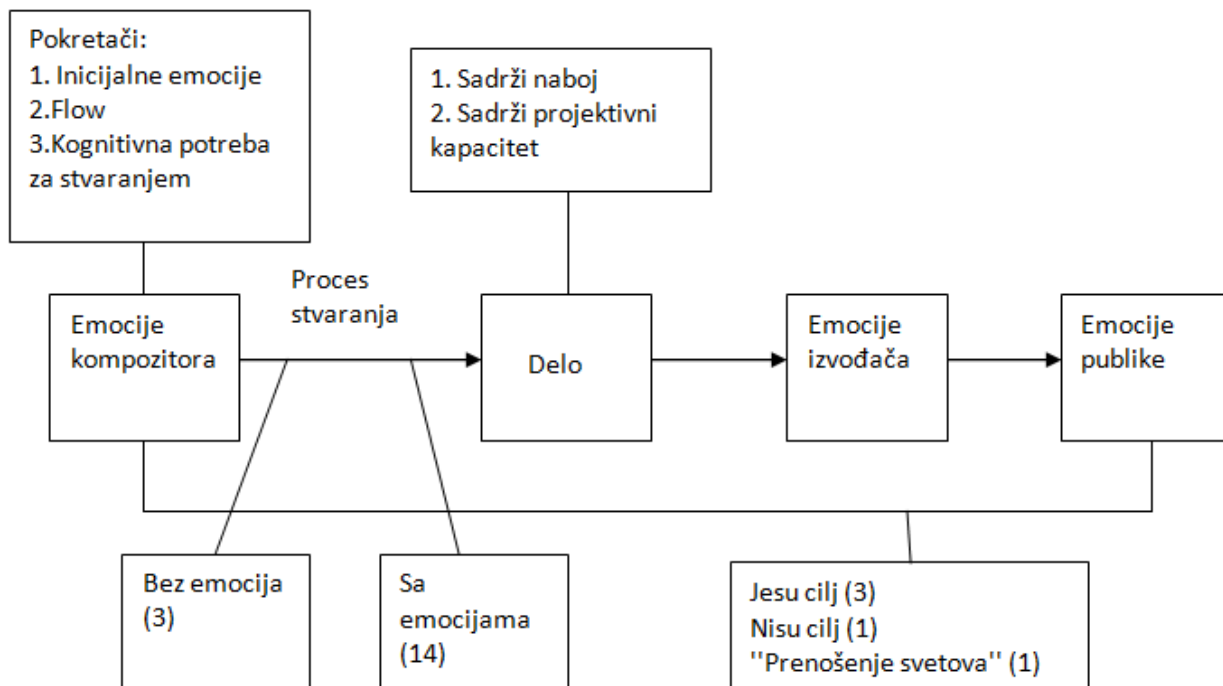 Pokretači:
1. Inicijalne emocije
2.Flow
3.Kognitivna potreba
za stvaranjem
1. Sadrži naboj
2. Sadrži projektivni
kapacitet
Proces
stvaranja
Emocije
kompozitora
Delo
Emocije
izvođača
Emocije
publike
Bez emocija
(3)
Sa
emocijama
(14)
Jesu cilj (3)
Nisu cilj (1)
''Prenošenje svetova'' (1)